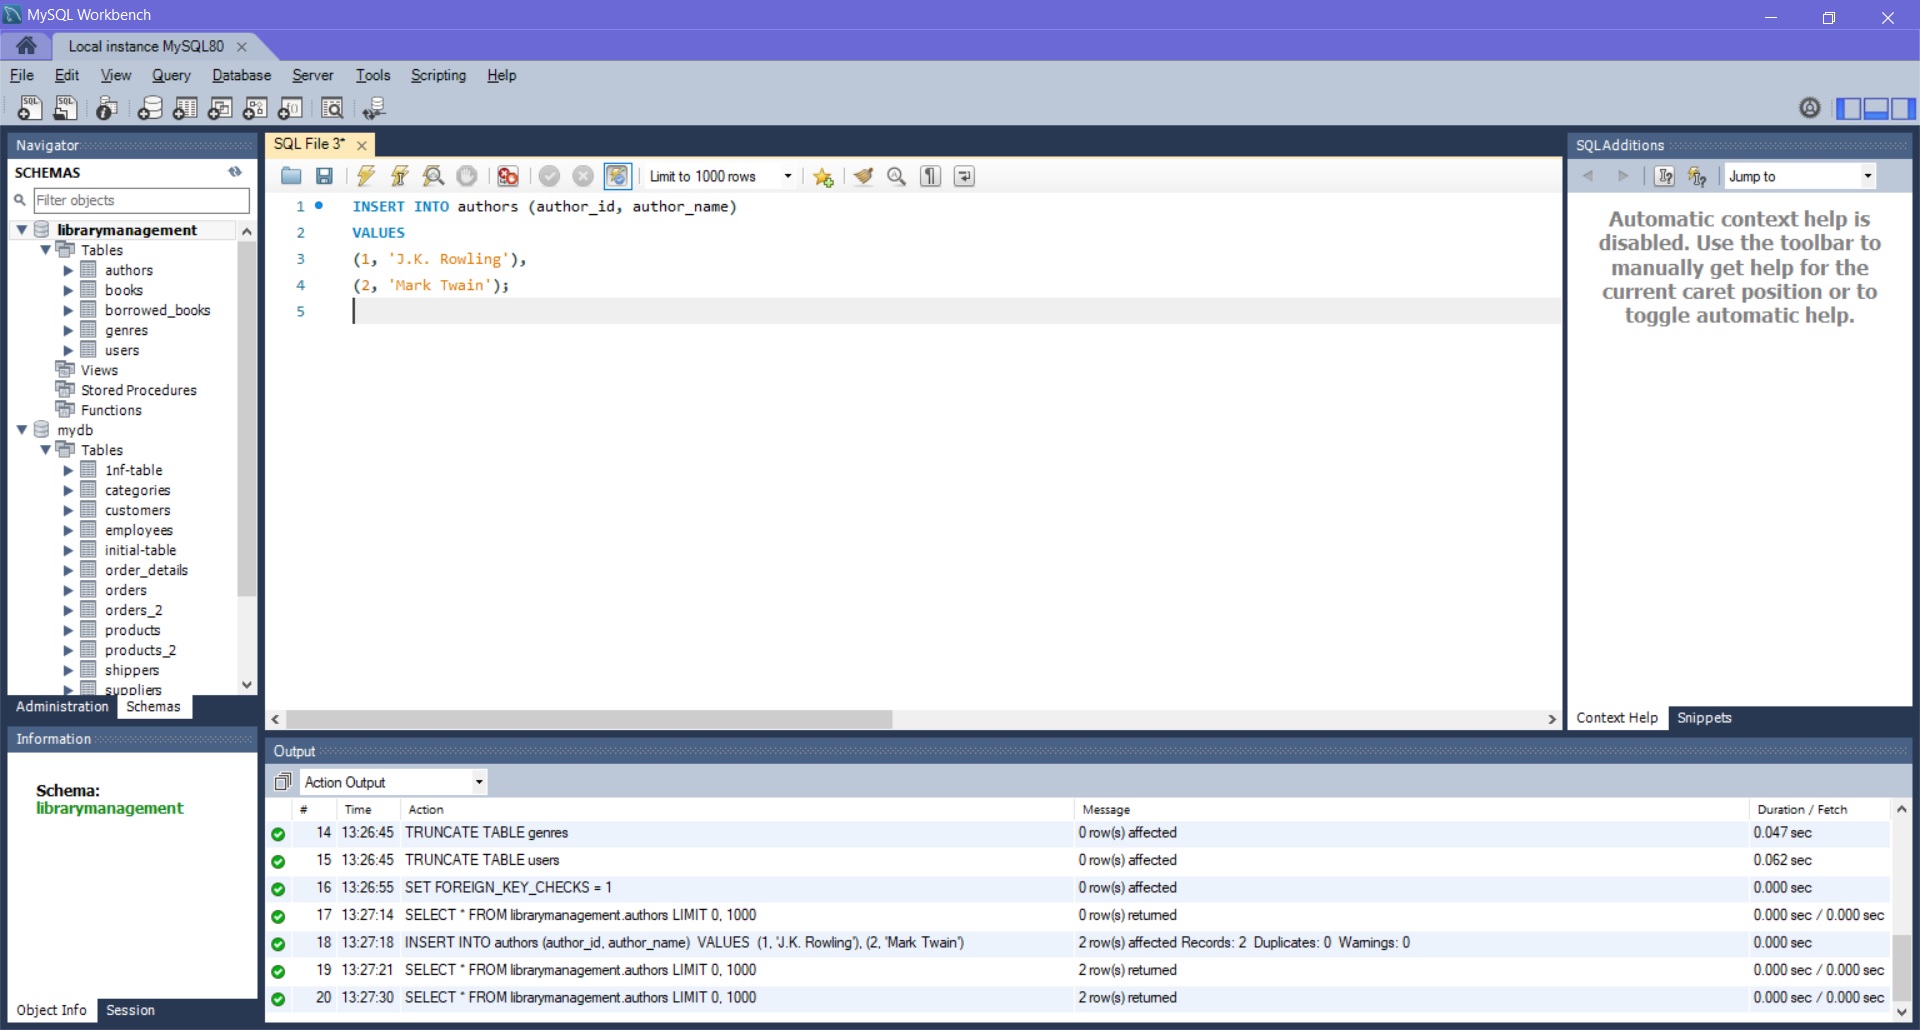 MySQL Workbench
Local instance MySQL80
File Edit View Query Database Server Tools Scripting Help
Navigator
SCHEMAS
Filter objects
librarymanagement
Tables
authors
books
borrowed_books
genres
users
Views
Stored Procedures
Functions
mydb
Tables
1nf-table
categories
customers
employees
initial-table
order_details
orders
orders_2
products
products_2
shippers
suppliers
Administration Schemas
Information
Schema:
librarymanagement
Object Info Session
SQL File 3*
Limit to 1000 rows
1 INSERT INTO authors (author_id, author_name)
2 VALUES
3 (1, 'J.K. Rowling'),
4 (2, 'Mark Twain');
5
SQLAdditions
Jump to
Automatic context help is
disabled. Use the toolbar to
manually get help for the
current caret position or to
toggle automatic help.
Context Help Snippets
Output
Action Output
# Time Action Message Duration / Fetch
14 13:26:45 TRUNCATE TABLE genres 0 row(s) affected 0.047 sec
15 13:26:45 TRUNCATE TABLE users 0 row(s) affected 0.062 sec
16 13:26:55 SET FOREIGN_KEY_CHECKS = 1 0 row(s) affected 0.000 sec
17 13:27:14 SELECT * FROM librarymanagement.authors LIMIT 0, 1000 0 row(s) returned 0.000 sec / 0.000 sec
18 13:27:18 INSERT INTO authors (author_id, author_name) VALUES (1, 'J.K. Rowling'), (2, 'Mark Twain') 2 row(s) affected Records: 2 Duplicates: 0 Warnings: 0 0.000 sec
19 13:27:21 SELECT * FROM librarymanagement.authors LIMIT 0, 1000 2 row(s) returned 0.000 sec / 0.000 sec
20 13:27:30 SELECT * FROM librarymanagement.authors LIMIT 0, 1000 2 row(s) returned 0.000 sec / 0.000 sec